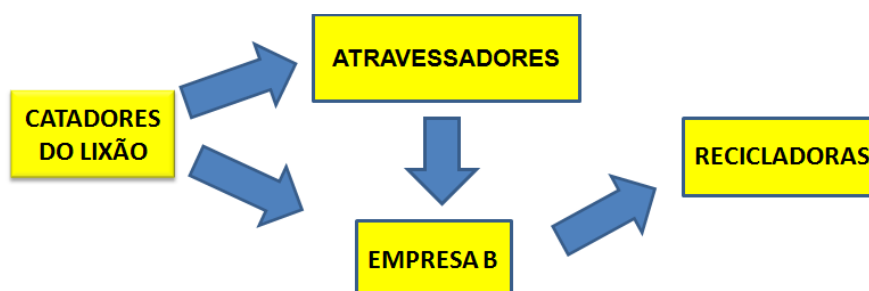 ATRAVESSADORES
CATADORES
DO LIXÃO
RECICLADORAS
EMPRESA B